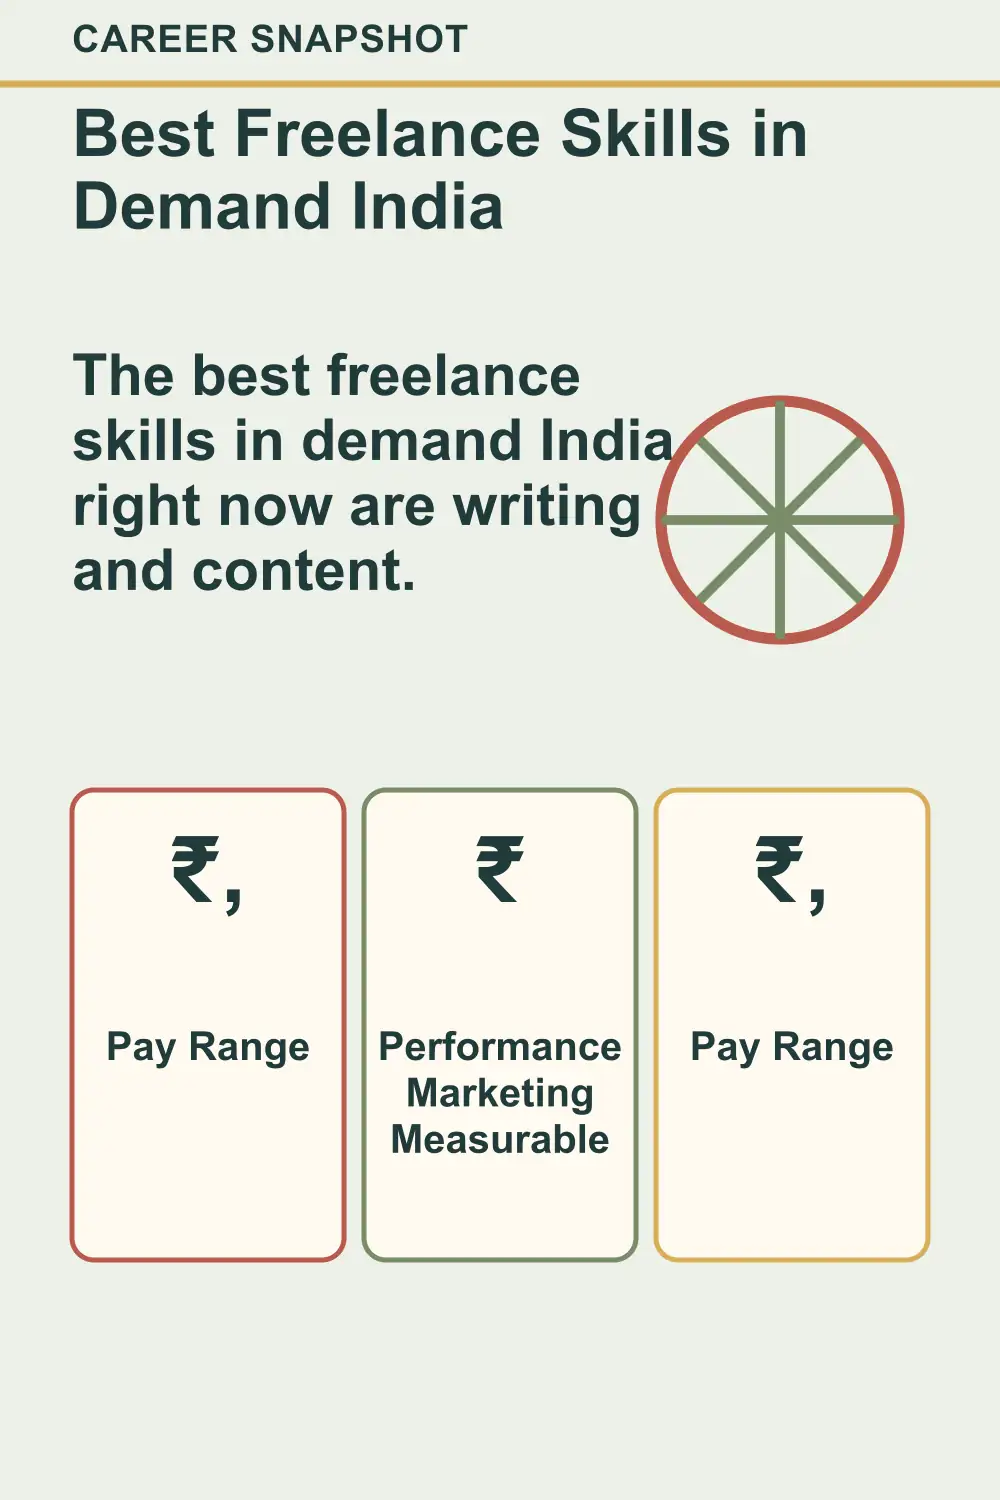 CAREER SNAPSHOT
Best Freelance Skills in
Demand India
The best freelance
skills in demand India
right now are writing
and content.
₹,
Pay Range
₹
Performance
Marketing
Measurable
₹,
Pay Range